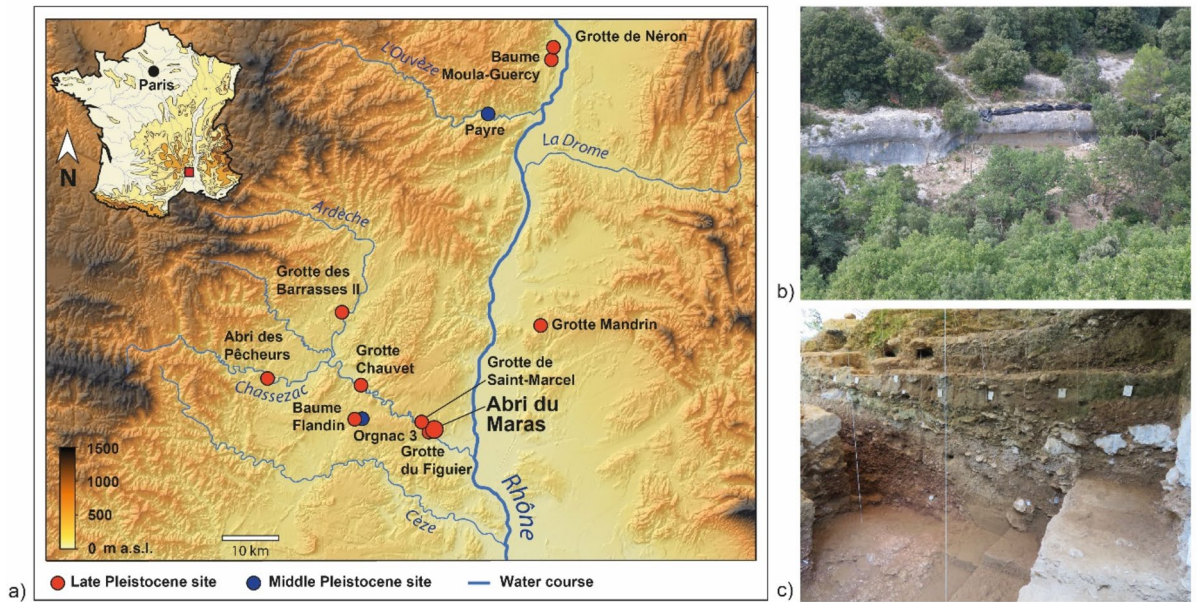 a)
Paris
N
L'Ouvèze
Grotte de Néron
Baume
Moula-Guercy
Payre
La Drome
Ardèche
Grotte des
Barrasses II
Grotte Mandrin
Abri des
Pêcheurs
Grotte
Chauvet
Grotte de
Saint-Marcel
Chassezac
Abri du
Maras
Baume
Flandin
Orgnac 3
Grotte
du Figuier
Rhône
Cèze
1500
1000
500
0 m a.s.l.
10 km
Late Pleistocene site
Middle Pleistocene site
Water course
b)
c)